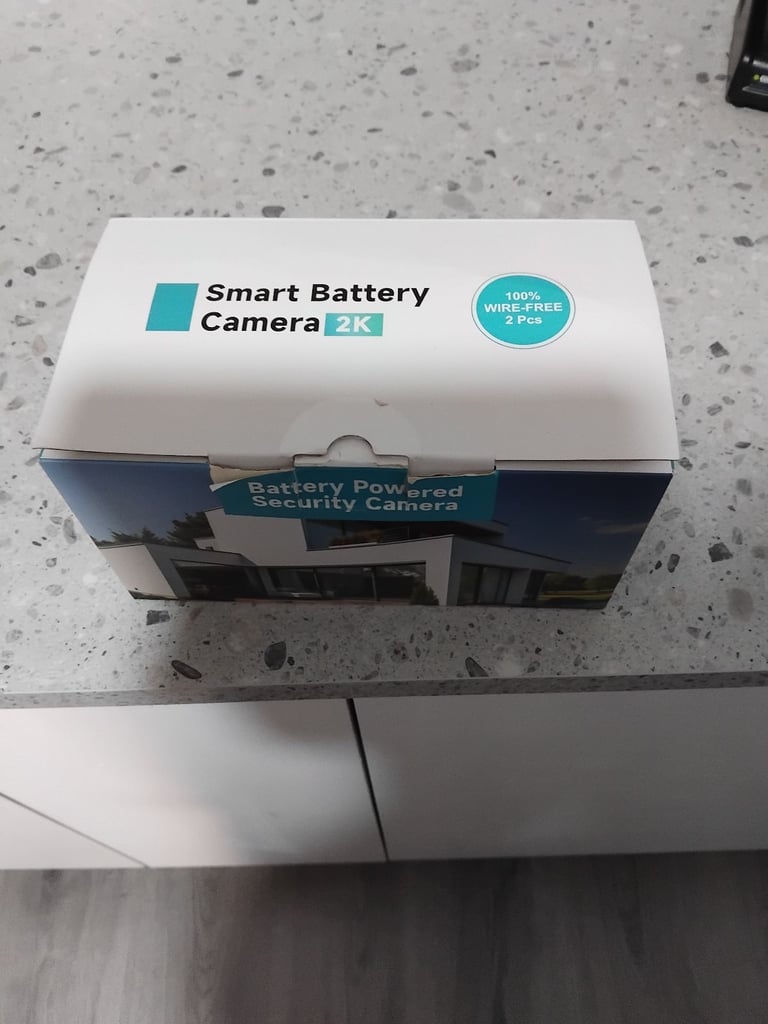 Smart Battery
Camera 2K
100%
WIRE-FREE
2 Pcs
Battery Powered
Security Camera